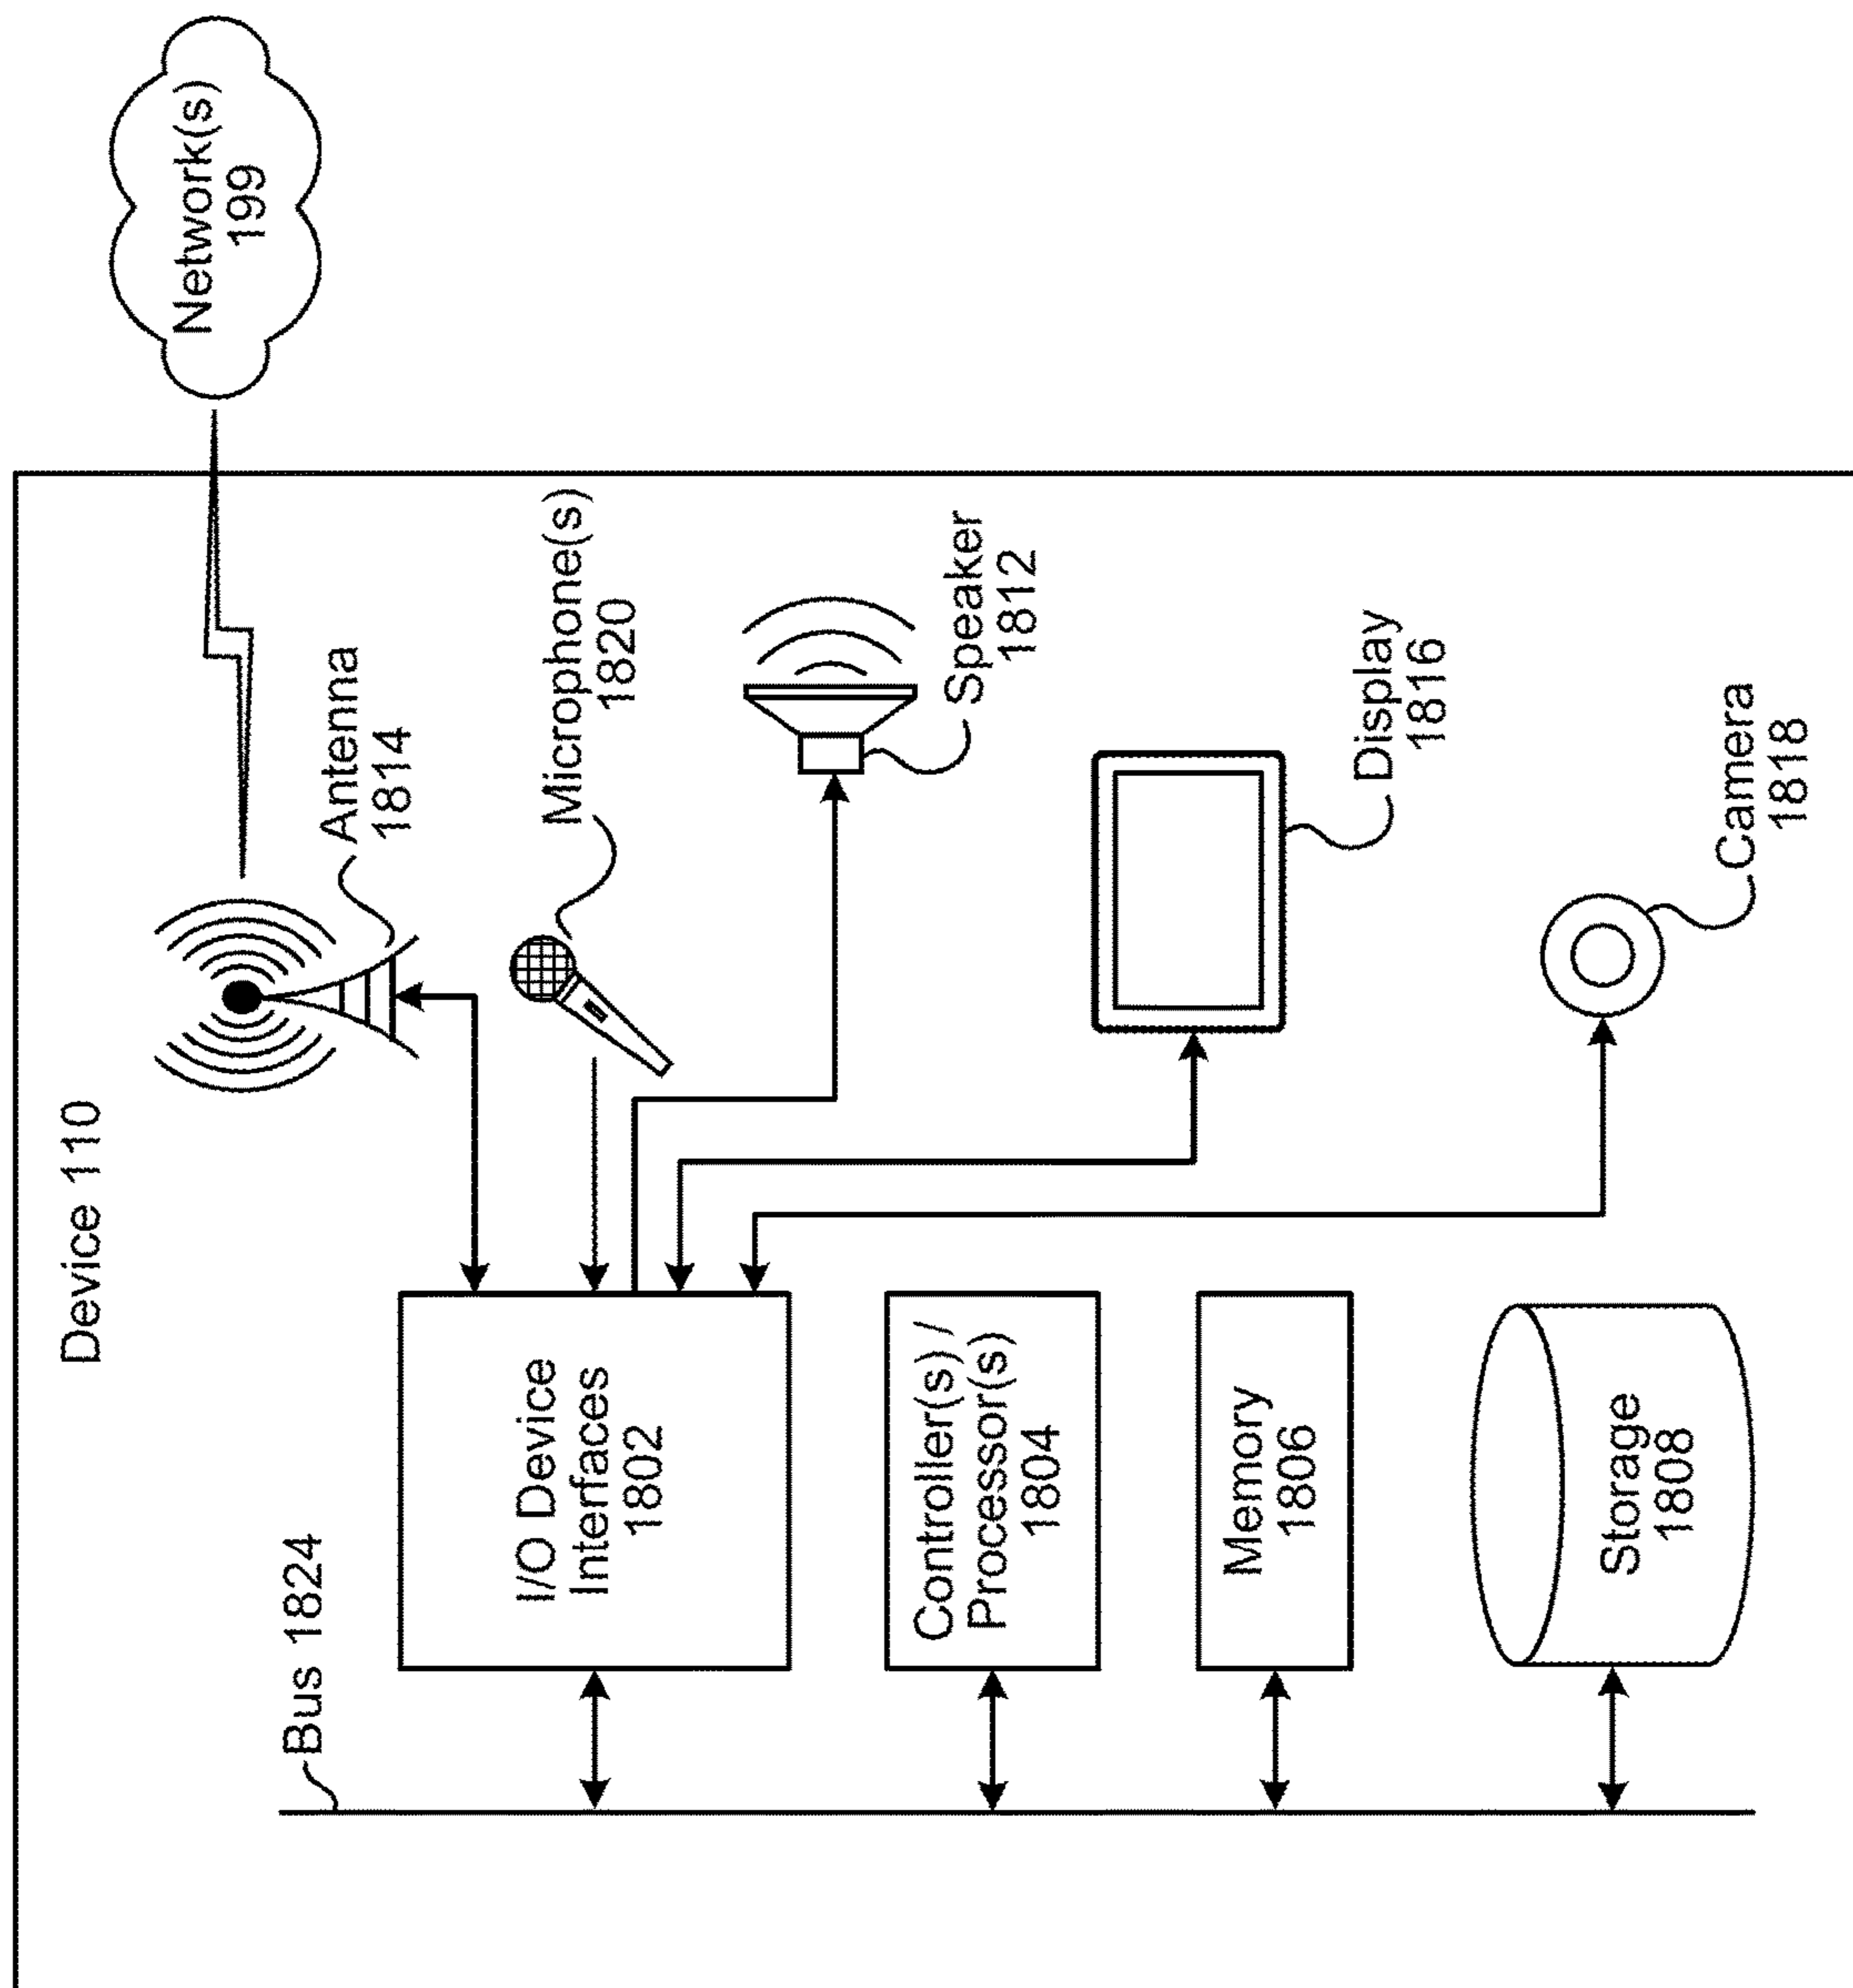 Device 110
Bus 1824
I/O Device
Interfaces
1802
Controller(s) /
Processor(s)
1804
Memory
1806
Storage
1808
Antenna
1814
Microphone(s)
1820
Speaker
1812
Display
1816
Camera
1818
Network(s)
199